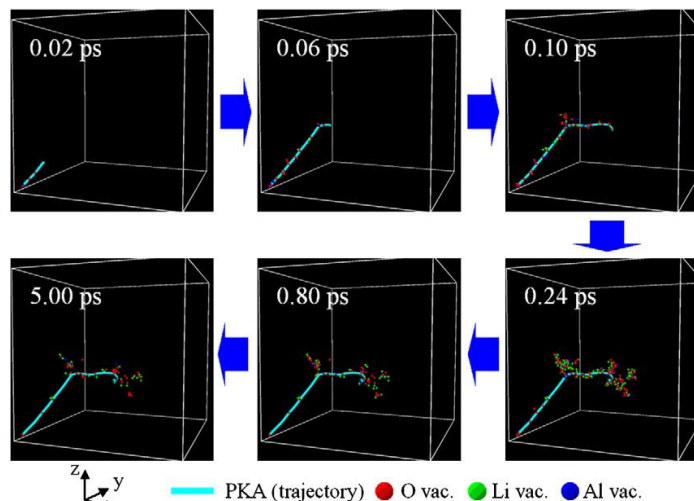 0.02 ps
0.06 ps
0.10 ps
5.00 ps
0.80 ps
0.24 ps
z
y
PKA (trajectory)
O vac.
Li vac.
Al vac.